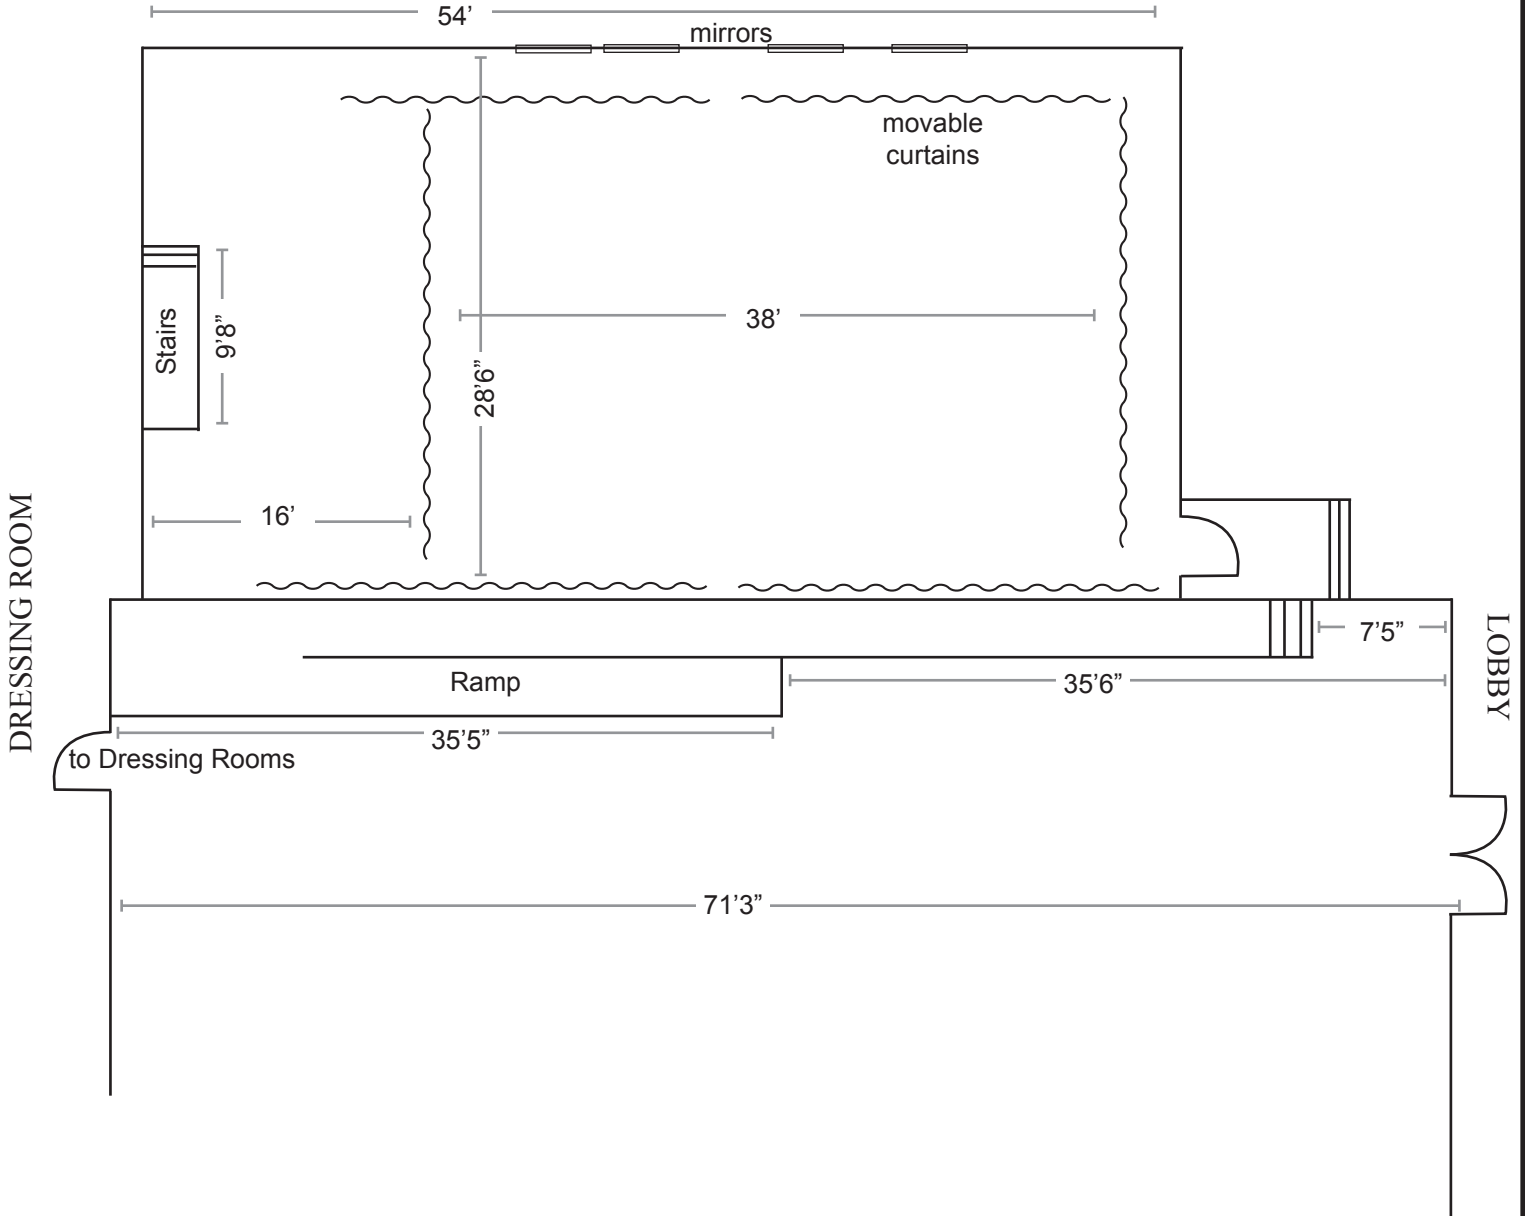 54’
mirrors
movable
curtains
Stairs
9’8”
38’
28’6”
16’
DRESSING ROOM
7’5”
LOBBY
Ramp
35’6”
35’5”
to Dressing Rooms
71’3”